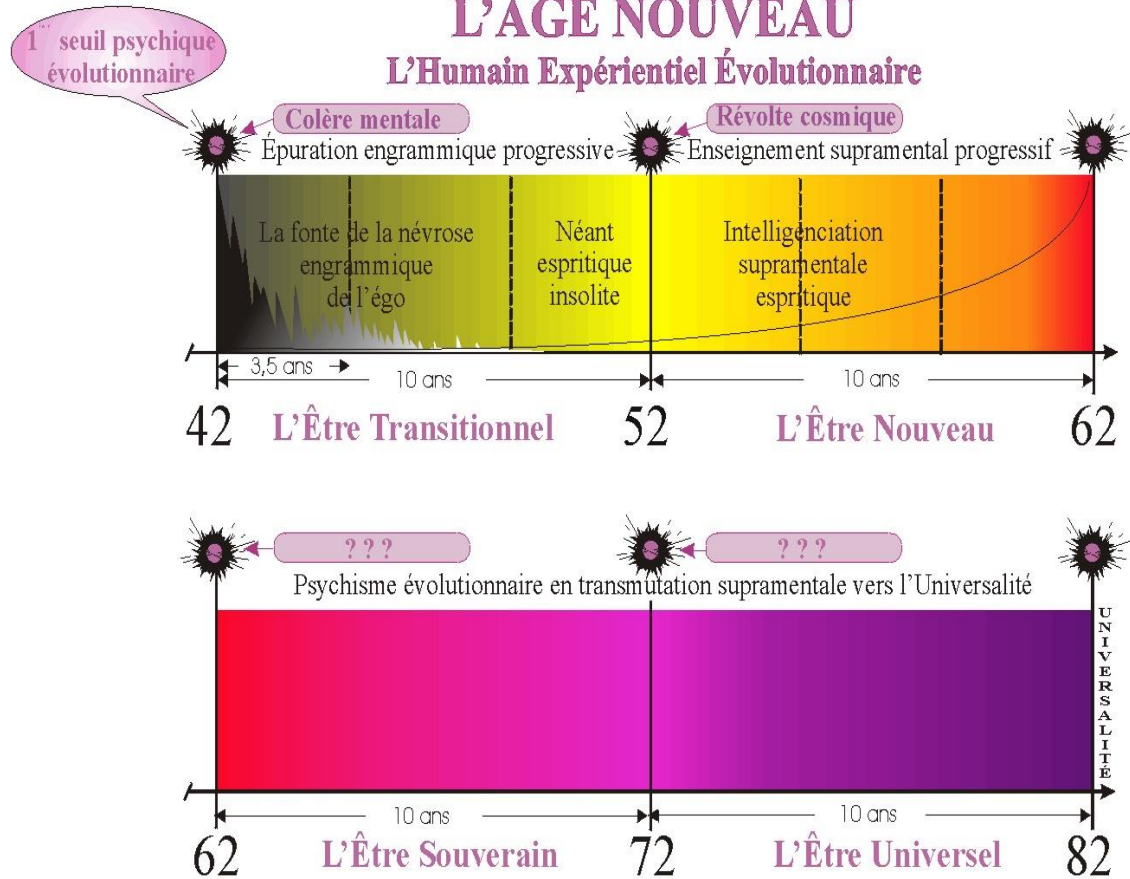 L'ÂGE NOUVEAU
L'Humain Expérientiel Évolutionnaire
1er seuil psychique
évolutionnaire
Colère mentale
Révolte cosmique
Épuration engrammique progressive
Enseignement supramental progressif
La fonte de la névrose
engrammique
de l'égo
Néant
espritique
insolite
Intelligenciation
supramentale
espritique
3,5 ans
10 ans
10 ans
42
L'Être Transitionnel
52
L'Être Nouveau
62
? ? ?
? ? ?
Psychisme évolutionnaire en transmutation supramentale vers l'Universalité
UNIVERSALITÉ
10 ans
10 ans
62
L'Être Souverain
72
L'Être Universel
82